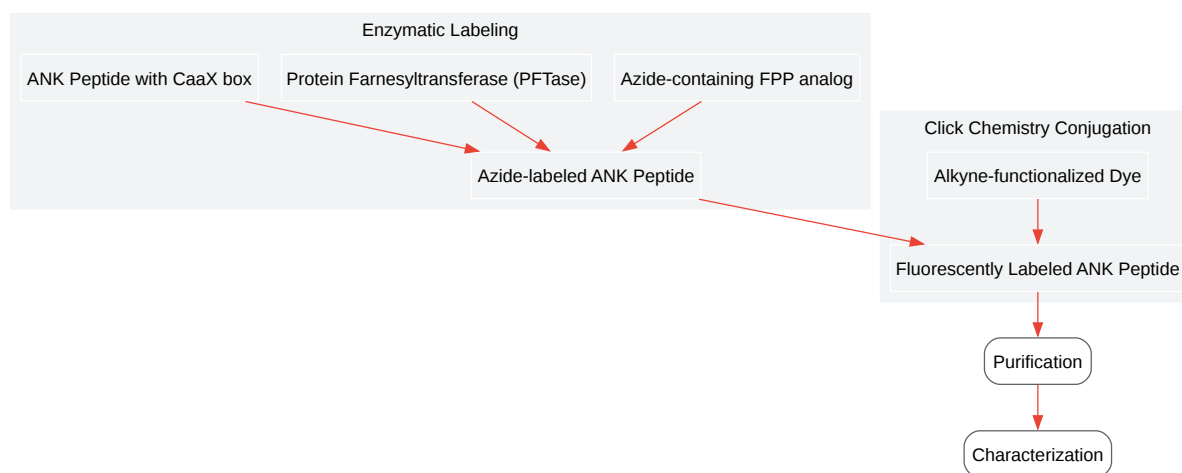 Enzymatic Labeling
ANK Peptide with CaaX box
Protein Farnesyltransferase (PFTase)
Azide-containing FPP analog
Azide-labeled ANK Peptide
Click Chemistry Conjugation
Alkyne-functionalized Dye
Fluorescently Labeled ANK Peptide
Purification
Characterization